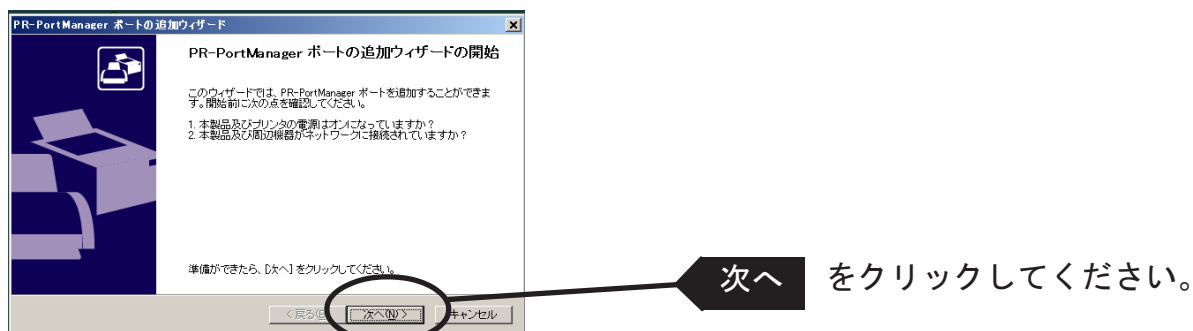 PR-PortManager ポートの追加ウィザード
PR-PortManager ポートの追加ウィザードの開始
このウィザードでは、PR-PortManager ポートを追加することができま
す。開始前に次の点を確認してください。
1. 本製品及びプリンタの電源はオンになっていますか?
2. 本製品及び周辺機器がネットワークに接続されていますか?
準備ができたら、[次へ] をクリックしてください。
< 戻る(B 次へ(N) > キャンセル
次へ をクリックしてください。